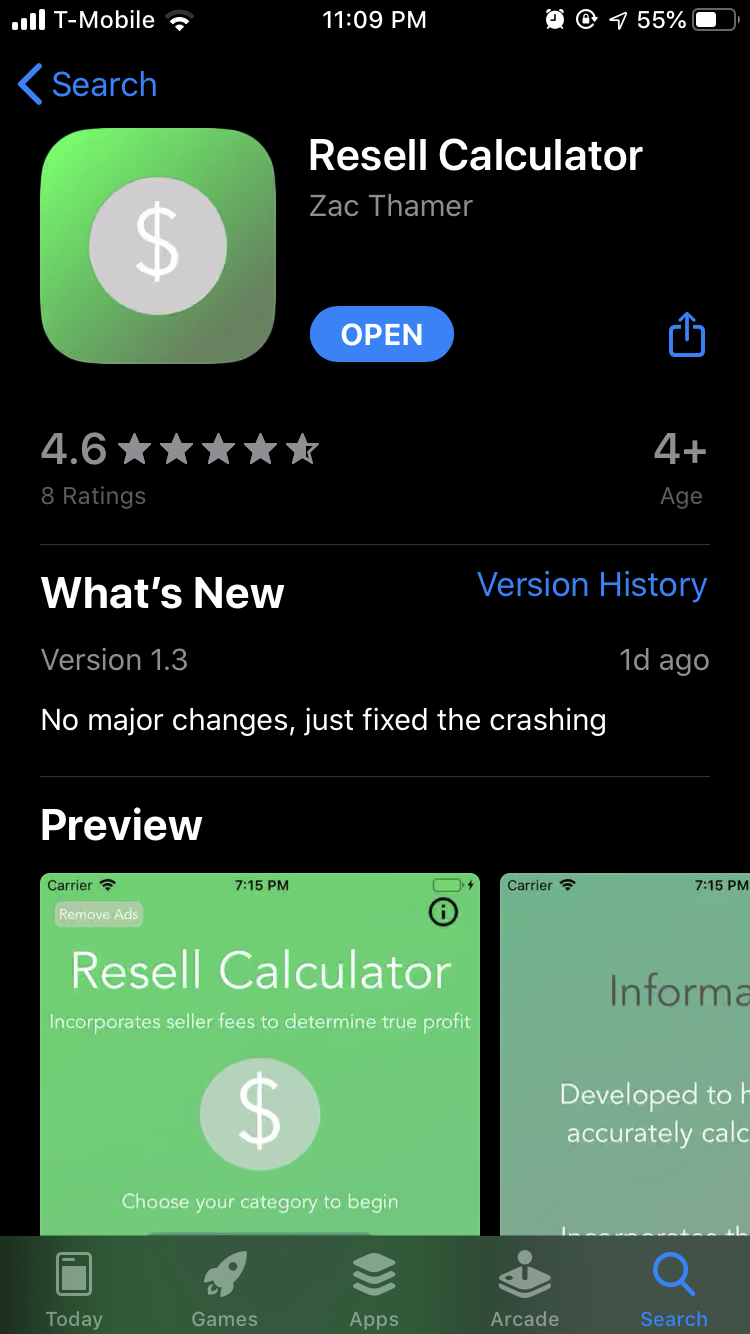 T-Mobile 11:09 PM 55%
Search
$
Resell Calculator
Zac Thamer
OPEN
4.6
4+
8 Ratings
Age
What's New
Version History
Version 1.3
1d ago
No major changes, just fixed the crashing
Preview
Carrier 7:15 PM
Remove Ads
Resell Calculator
Incorporates seller fees to determine true profit
$
Choose your category to begin
Carrier 7:15 PM
Informa
Developed to h
accurately calc
Today
Games
Apps
Arcade
Search